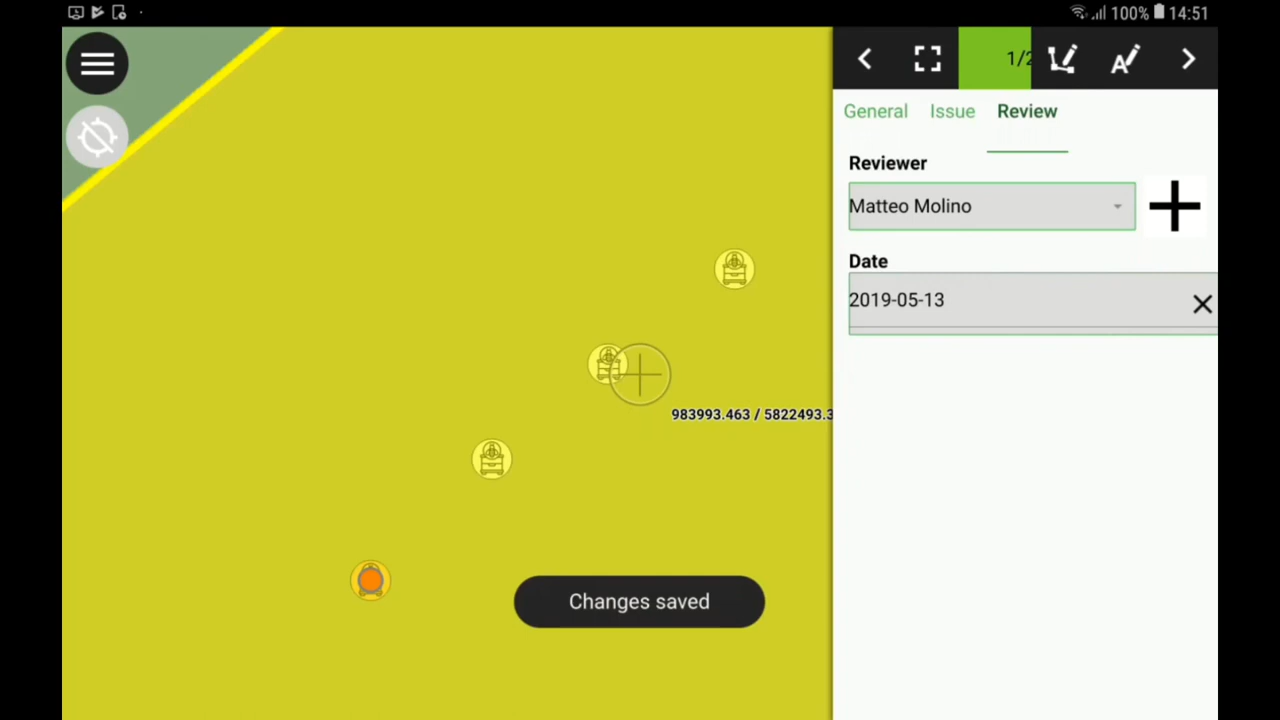 100% 14:51
1/2
General Issue Review
Reviewer
Matteo Molino
Date
2019-05-13
983993.463 / 5822493.3
Changes saved